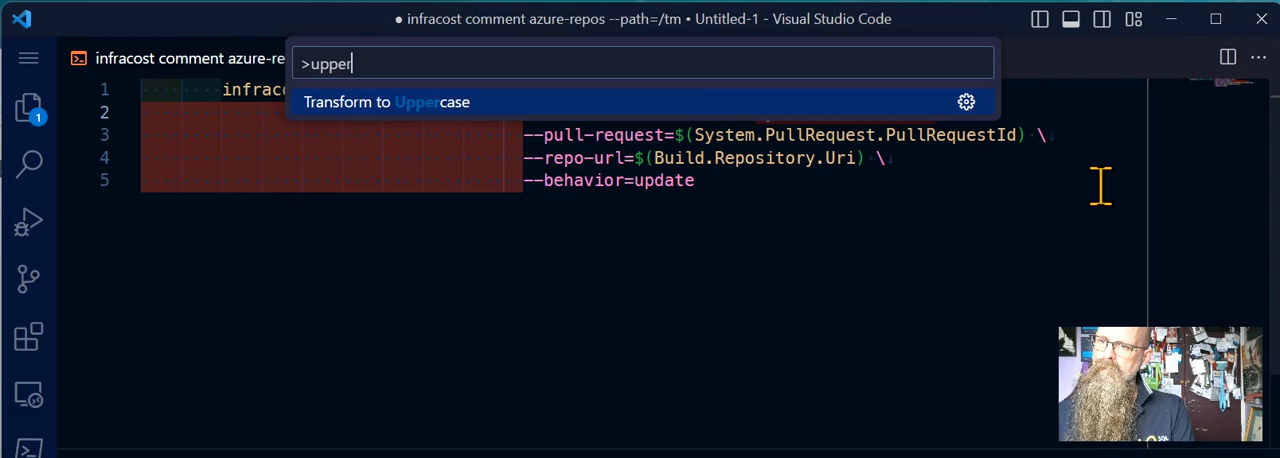 ● infracost comment azure-repos --path=/tm • Untitled-1 - Visual Studio Code
infracost comment azure-re
>upper
Transform to Uppercase
1 infraco
2
3 --pull-request=$(System.PullRequest.PullRequestId) \
4 --repo-url=$(Build.Repository.Uri) \
5 --behavior=update
1